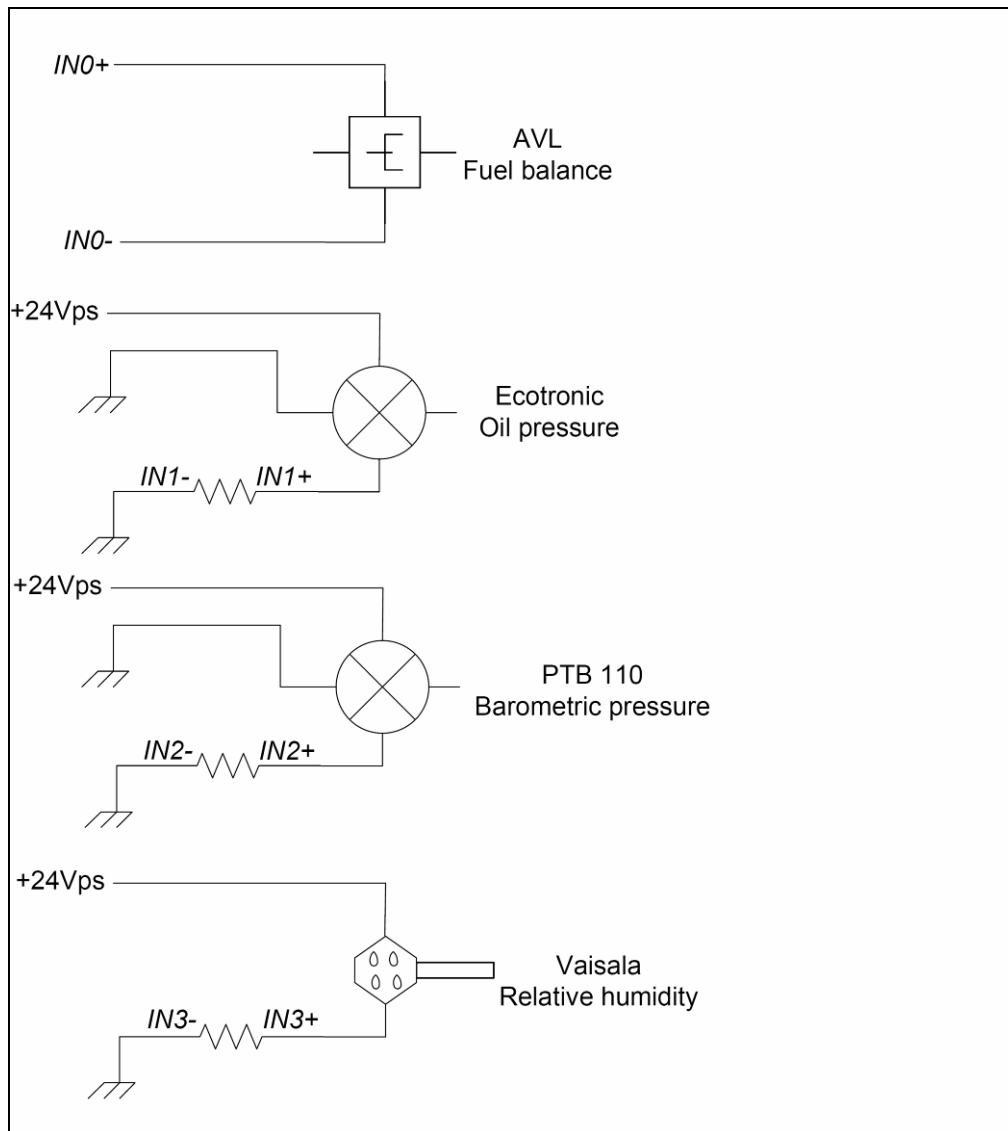 IN0+
AVL
Fuel balance
IN0-
+24Vps
Ecotronic
Oil pressure
IN1- IN1+
+24Vps
PTB 110
Barometric pressure
IN2- IN2+
+24Vps
Vaisala
Relative humidity
IN3- IN3+